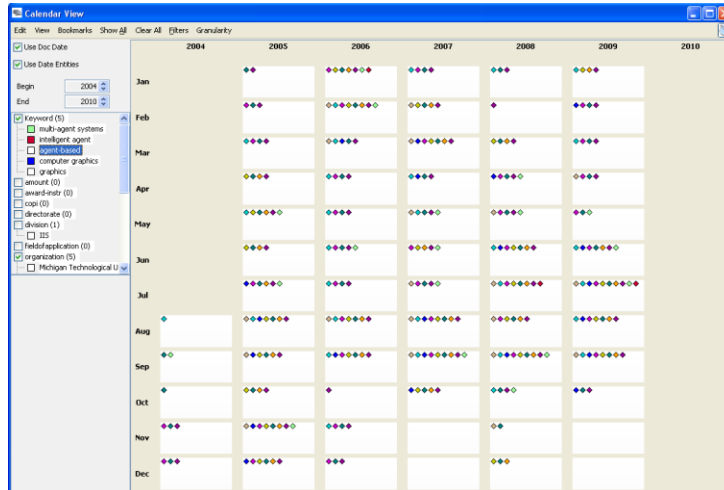 Calendar View
Edit View Bookmarks Show All Clear All Filters Granularity
Use Doc Date
Use Date Entities
Begin 2004
End 2010
Keyword (5)
multi-agent systems
intelligent agent
agent-based
computer graphics
graphics
amount (0)
award-instr (0)
copi (0)
directorate (0)
division (1)
IIS
fieldofapplication (0)
organization (5)
Michigan Technological U
2004 2005 2006 2007 2008 2009 2010
Jan
Feb
Mar
Apr
May
Jun
Jul
Aug
Sep
Oct
Nov
Dec